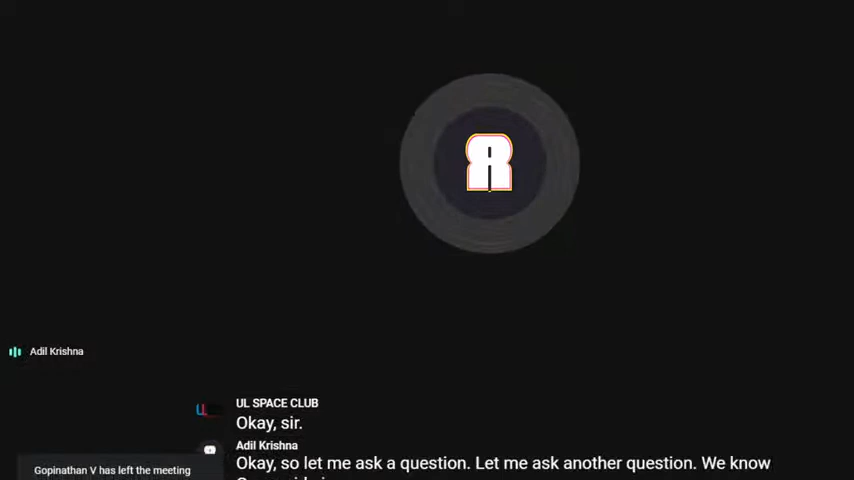 Adil Krishna
UL SPACE CLUB
Okay, sir.
Adil Krishna
Okay, so let me ask a question. Let me ask another question. We know
Gopinathan V has left the meeting